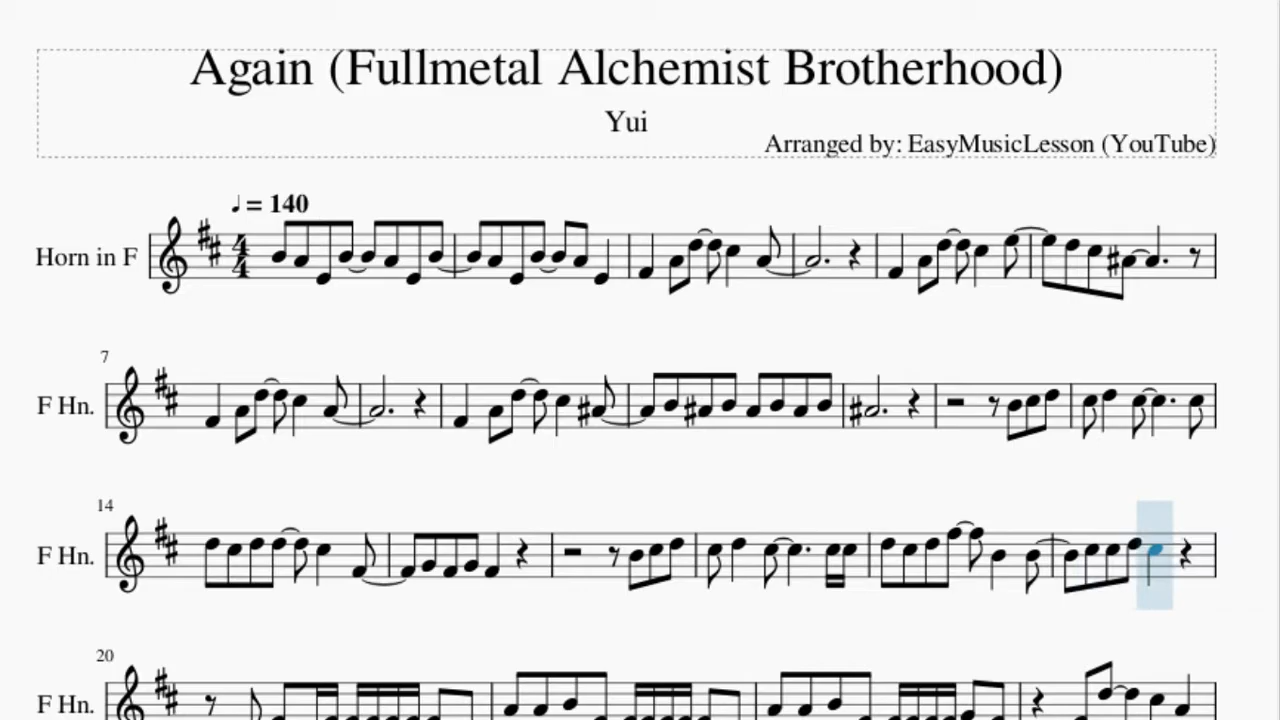 Again (Fullmetal Alchemist Brotherhood)
Yui
Arranged by: EasyMusicLesson (YouTube)
♩ = 140
Horn in F
4
4
7
F Hn.
14
F Hn.
20
F Hn.